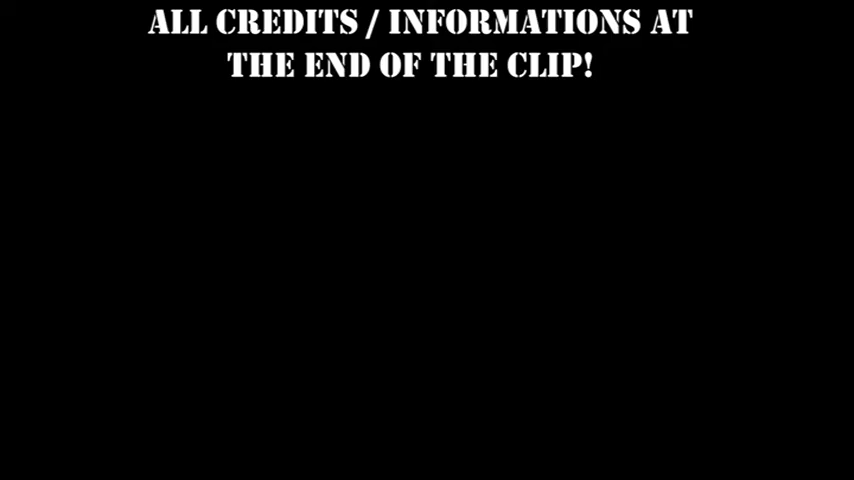 ALL CREDITS / INFORMATIONS AT
THE END OF THE CLIP!